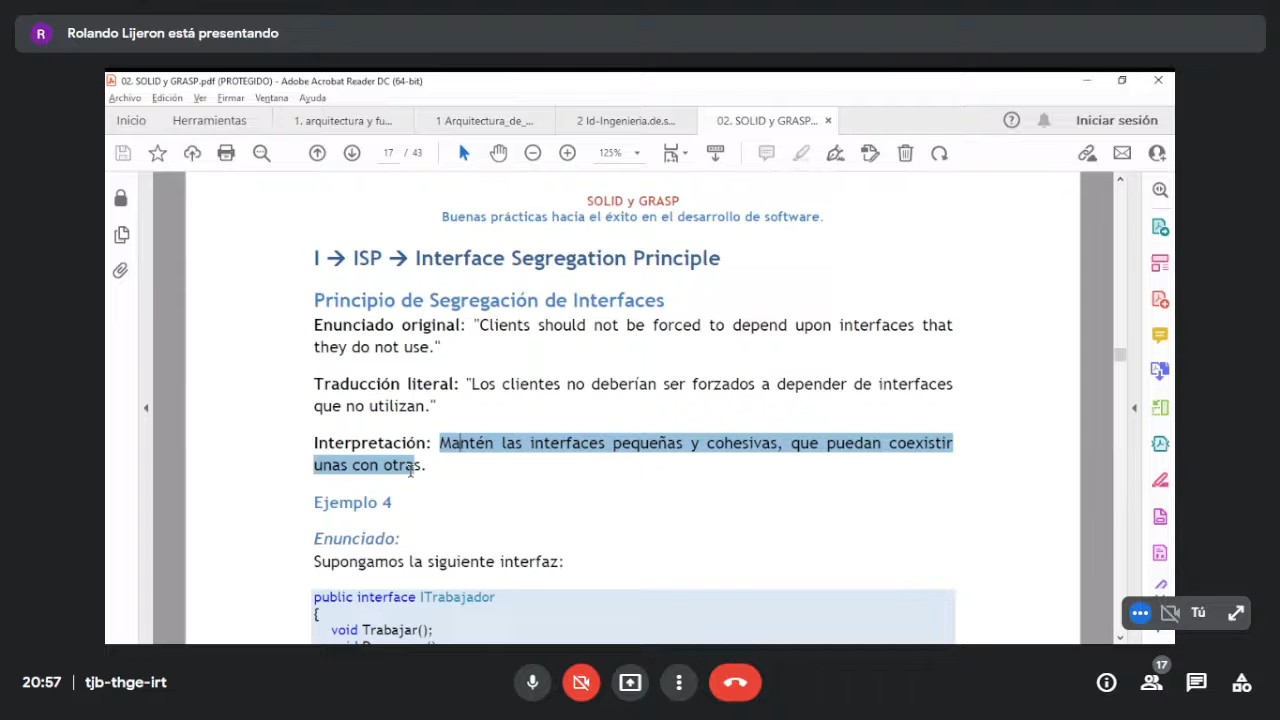 R Rolando Lijeron está presentando
02. SOLID y GRASP.pdf (PROTEGIDO) - Adobe Acrobat Reader DC (64-bit)
Archivo Edición Ver Firmar Ventana Ayuda
Inicio Herramientas 1. arquitectura y fu... 1 Arquitectura_de_... 2 Id-Ingenieria.de.s... 02. SOLID y GRASP... × Iniciar sesión
17 / 43 125%
SOLID y GRASP
Buenas prácticas hacia el éxito en el desarrollo de software.
I → ISP → Interface Segregation Principle
Principio de Segregación de Interfaces
Enunciado original: "Clients should not be forced to depend upon interfaces that
they do not use."
Traducción literal: "Los clientes no deberían ser forzados a depender de interfaces
que no utilizan."
Interpretación: Mantén las interfaces pequeñas y cohesivas, que puedan coexistir
unas con otras.
Ejemplo 4
Enunciado:
Supongamos la siguiente interfaz:
public interface ITrabajador
{
void Trabajar();
void
Tú
20:57 | tjb-thge-irt
17